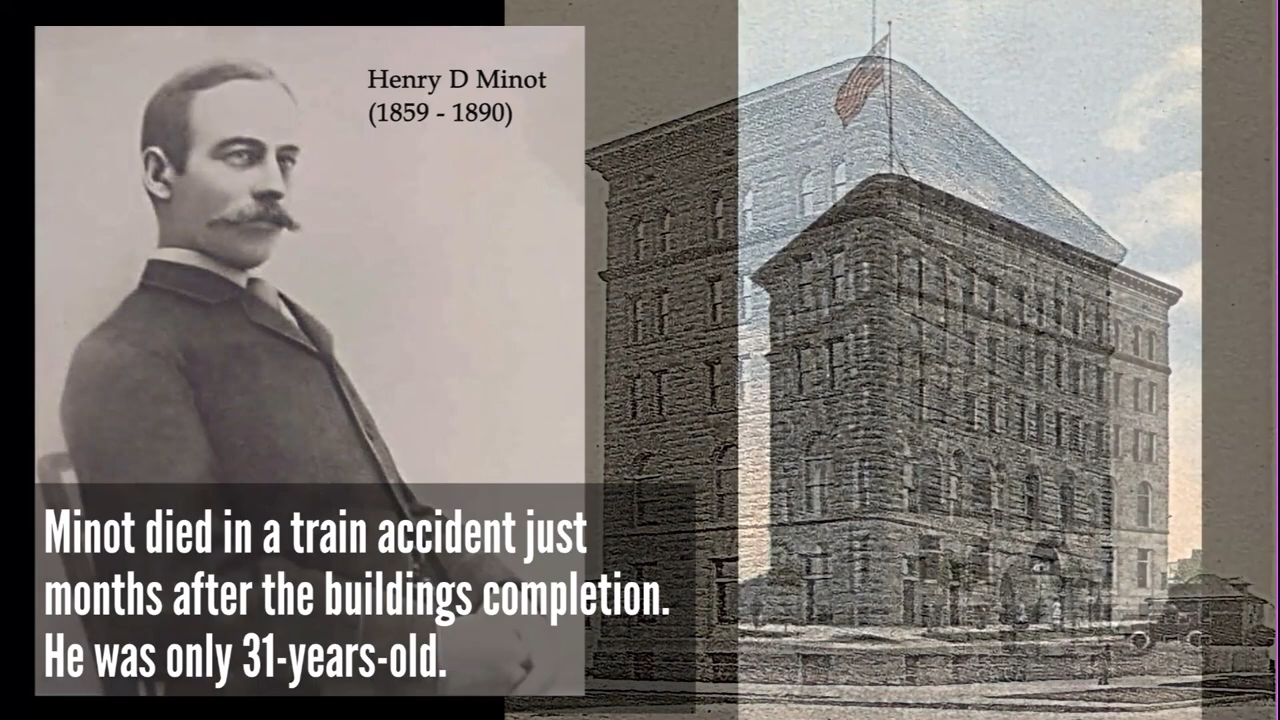 Henry D Minot
(1859 - 1890)
Minot died in a train accident just
months after the buildings completion.
He was only 31-years-old.